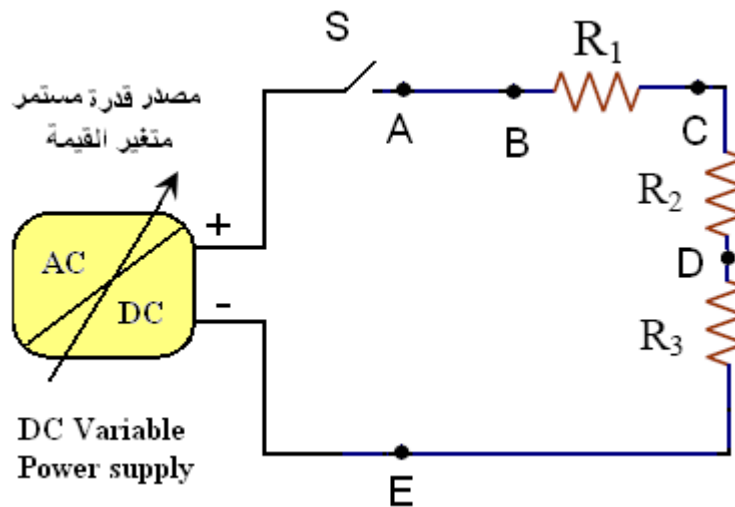 S
R1
مصدر قدرة مستمر
متغير القيمة
A
B
C
R2
+
AC
D
-
DC
R3
DC Variable
Power supply
E